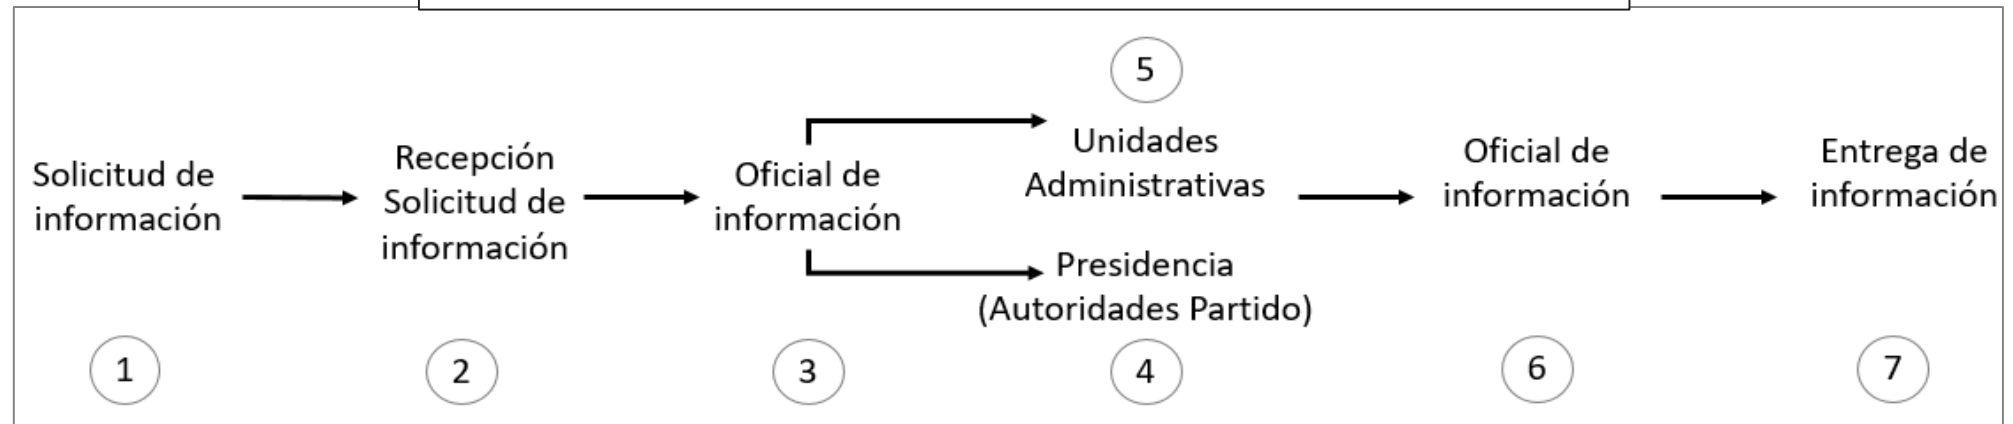 Solicitud de
información
1
Recepción
Solicitud de
información
2
Oficial de
información
3
5
Unidades
Administrativas
Presidencia
(Autoridades Partido)
4
Oficial de
información
6
Entrega de
información
7